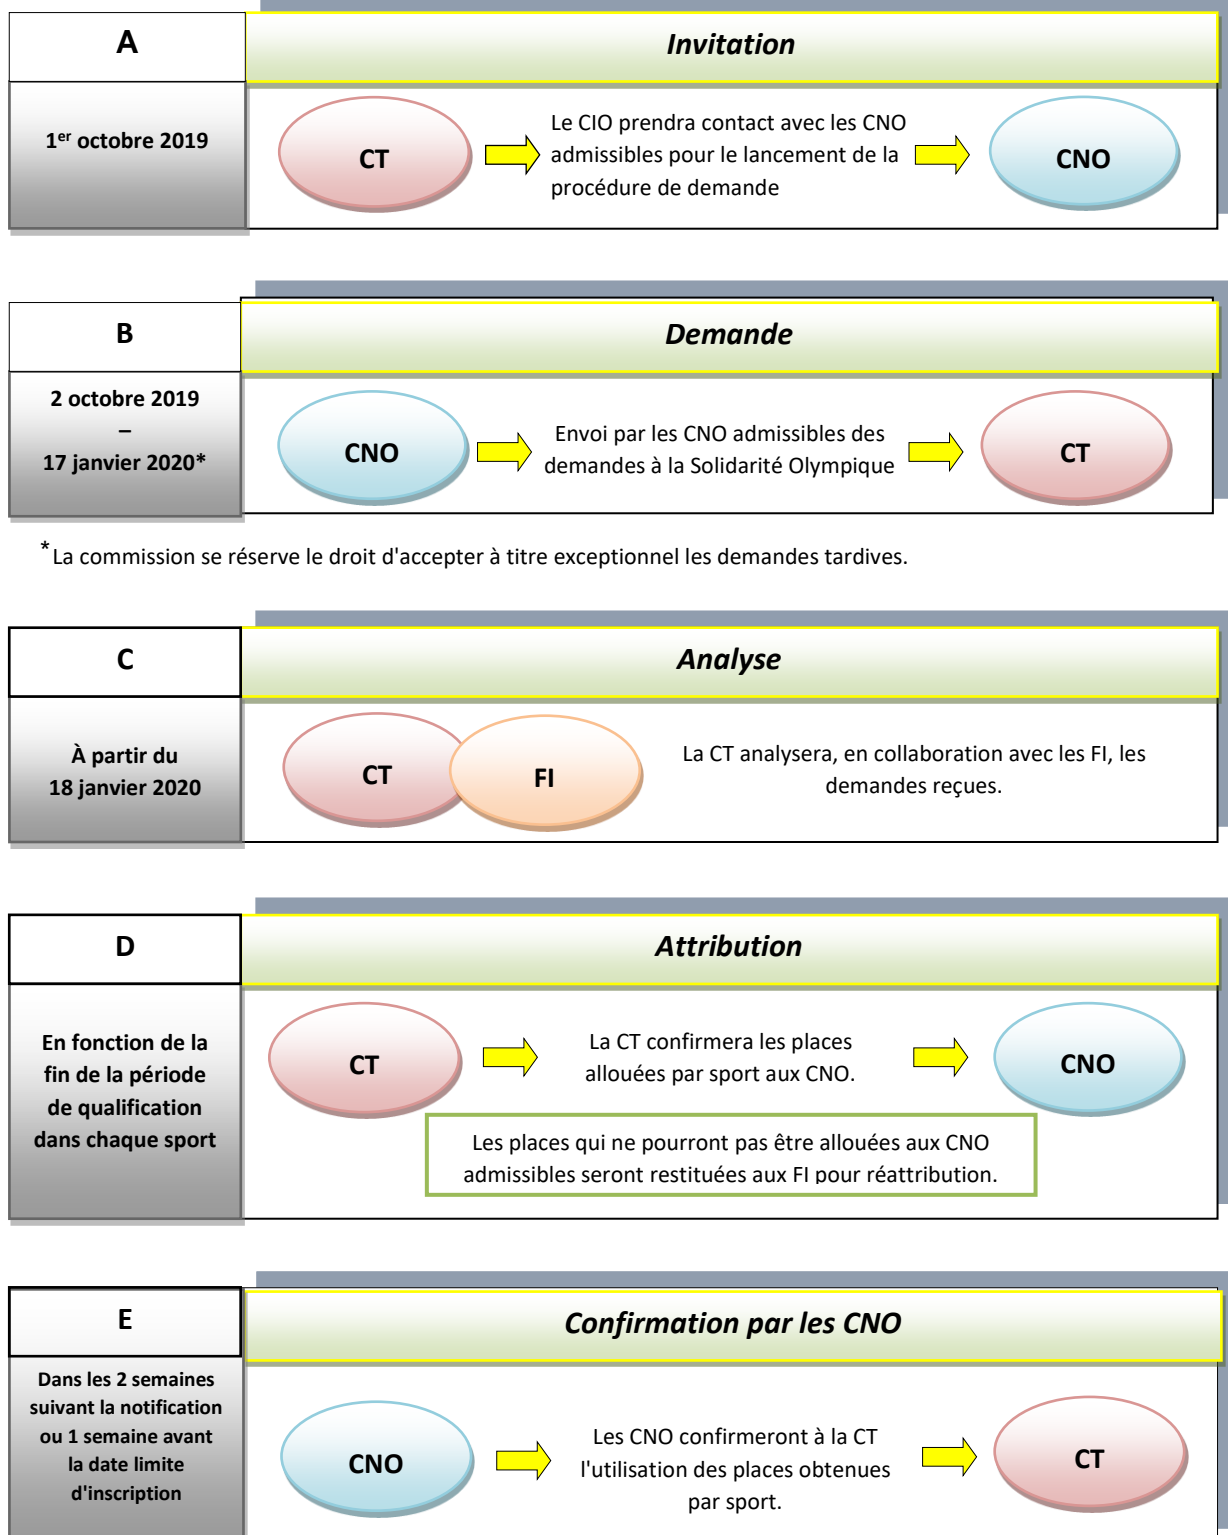 A
Invitation
1er octobre 2019
CT
Le CIO prendra contact avec les CNO
admissibles pour le lancement de la
procédure de demande
CNO
B
Demande
2 octobre 2019
–
17 janvier 2020*
CNO
Envoi par les CNO admissibles des
demandes à la Solidarité Olympique
CT
*La commission se réserve le droit d'accepter à titre exceptionnel les demandes tardives.
C
Analyse
À partir du
18 janvier 2020
CT
FI
La CT analysera, en collaboration avec les FI, les
demandes reçues.
D
Attribution
En fonction de la
fin de la période
de qualification
dans chaque sport
CT
La CT confirmera les places
allouées par sport aux CNO.
CNO
Les places qui ne pourront pas être allouées aux CNO
admissibles seront restituées aux FI pour réattribution.
E
Confirmation par les CNO
Dans les 2 semaines
suivant la notification
ou 1 semaine avant
la date limite
d'inscription
CNO
Les CNO confirmeront à la CT
l'utilisation des places obtenues
par sport.
CT